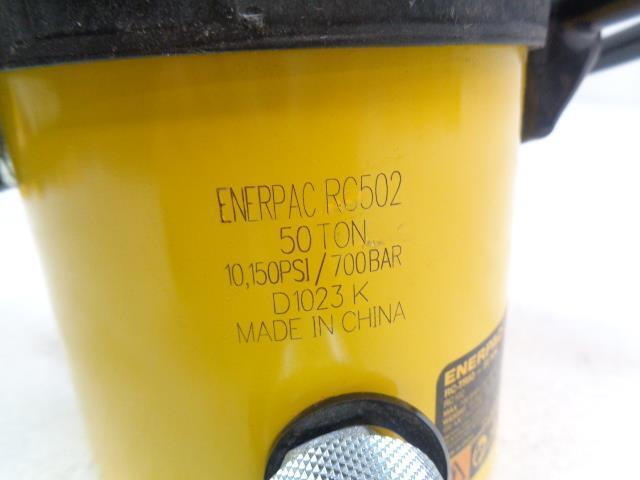 ENERPAC RC502
50 TON
10,150PSI/700BAR
D1023 K
MADE IN CHINA
ENERPAC